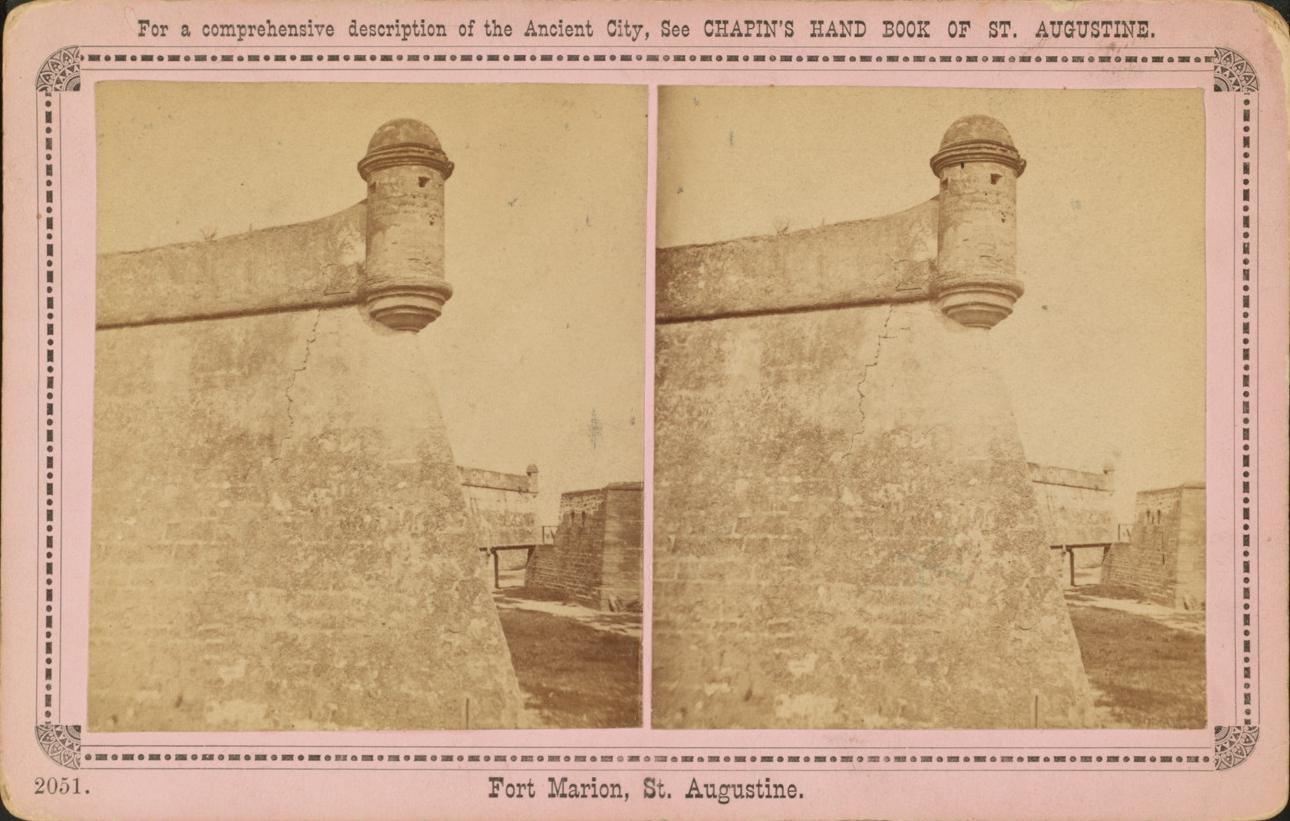 For a comprehensive description of the Ancient City, See CHAPIN'S HAND BOOK OF ST. AUGUSTINE.
2051.
Fort Marion, St. Augustine.